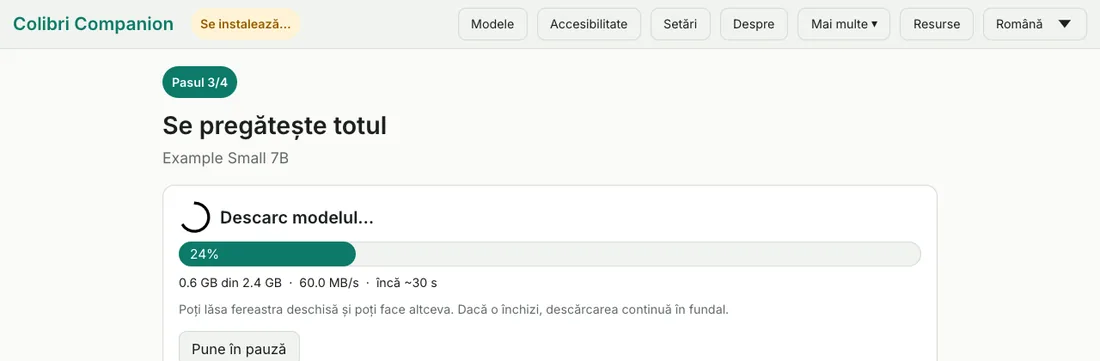 Colibri Companion Se instalează... Modele Accesibilitate Setări Despre Mai multe ▾ Resurse Română
Pasul 3/4
Se pregătește totul
Example Small 7B
Descarc modelul...
24%
0.6 GB din 2.4 GB · 60.0 MB/s · încă ~30 s
Poți lăsa fereastra deschisă și poți face altceva. Dacă o închizi, descărcarea continuă în fundal.
Pune în pauză